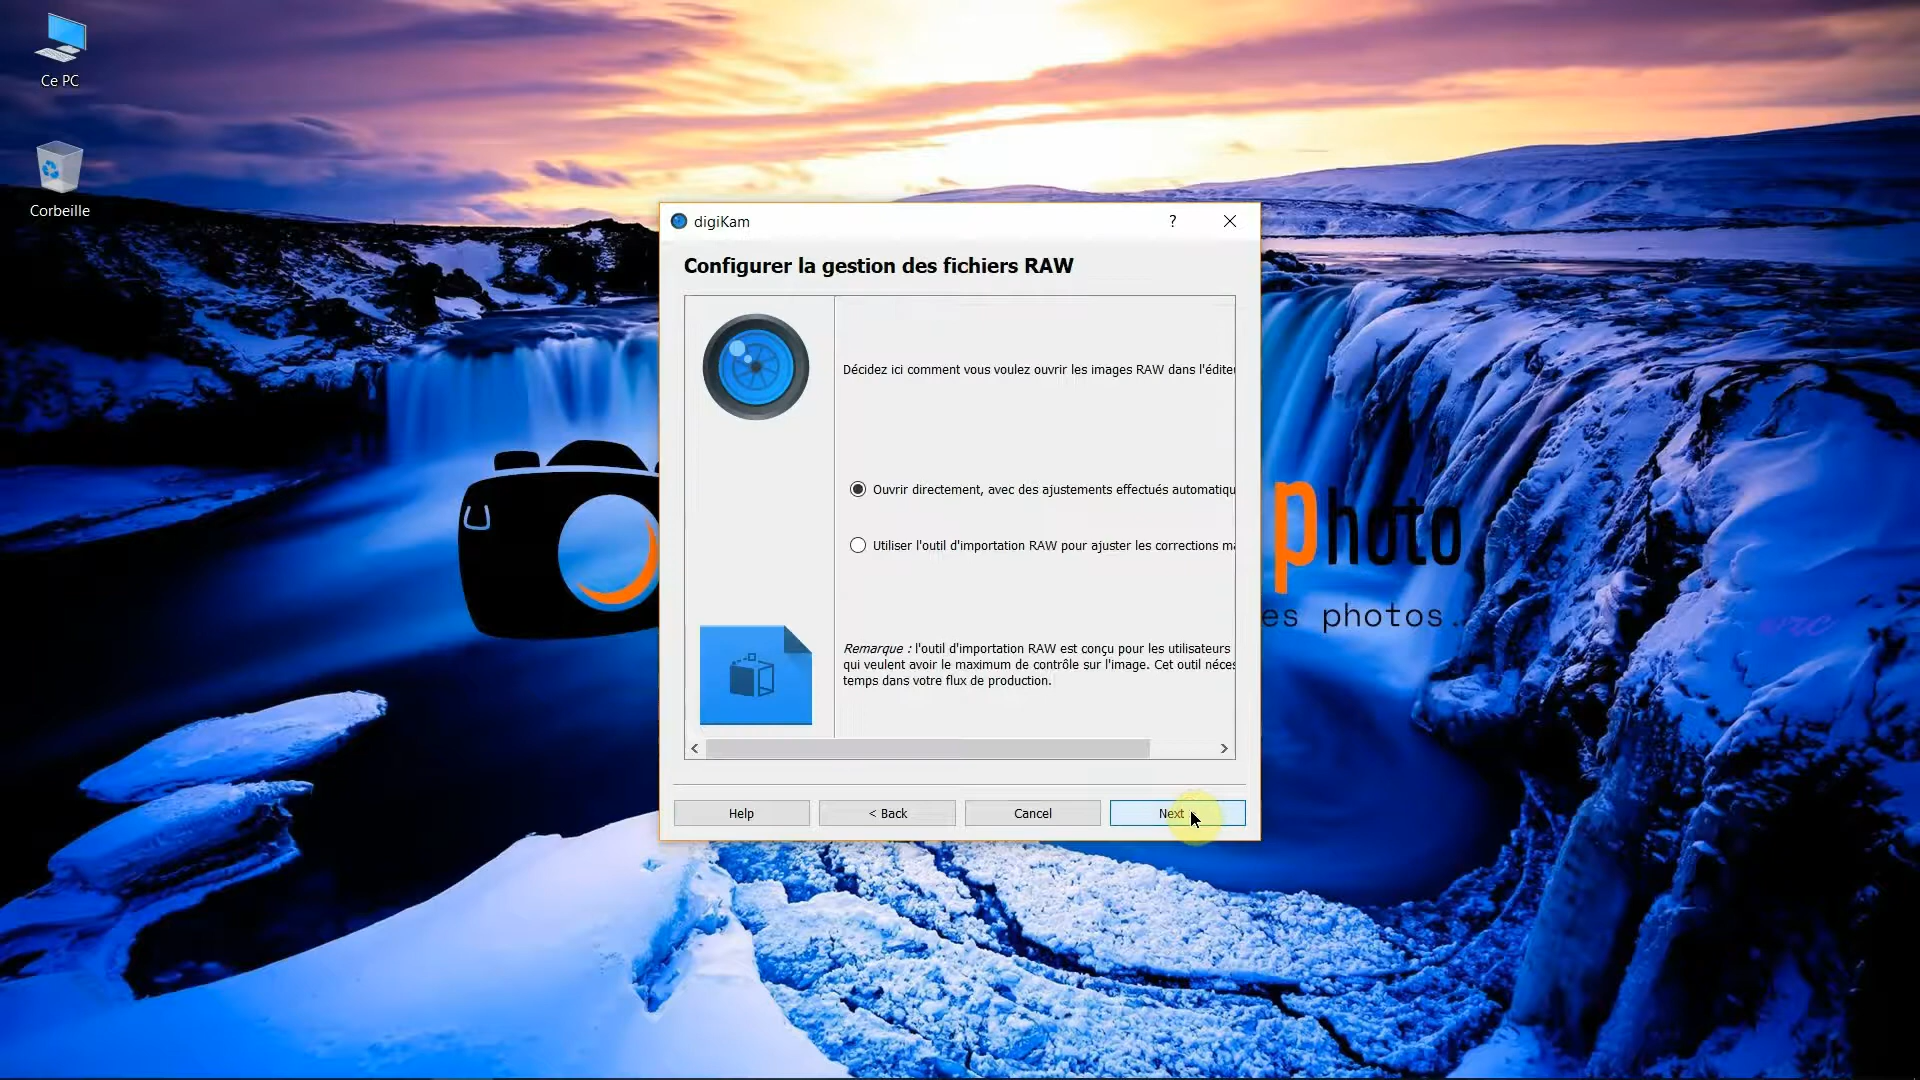 Ce PC
Corbeille
digiKam
?
Configurer la gestion des fichiers RAW
Décidez ici comment vous voulez ouvrir les images RAW dans l'éditeu
Ouvrir directement, avec des ajustements effectués automatiqu
Utiliser l'outil d'importation RAW pour ajuster les corrections ma
Remarque : l'outil d'importation RAW est conçu pour les utilisateurs
qui veulent avoir le maximum de contrôle sur l'image. Cet outil néces
temps dans votre flux de production.
Help
< Back
Cancel
Next
photo
es photos.